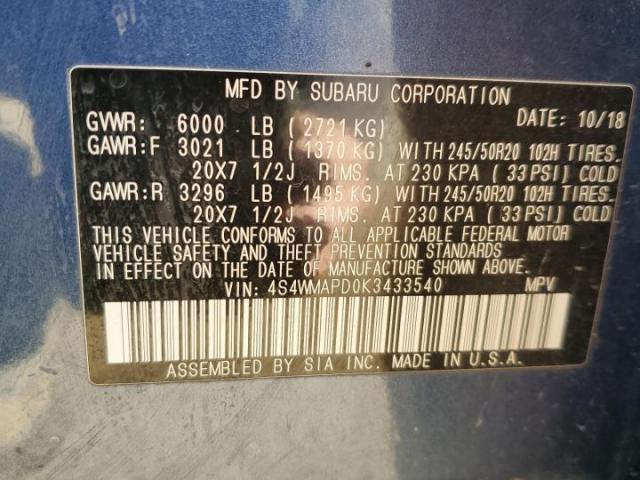 MFD BY SUBARU CORPORATION
GVWR: 6000 LB (2721 KG) DATE: 10/18
GAWR:F 3021 LB (1370 KG) WITH 245/50R20 102H TIRES.
20X7 1/2J RIMS. AT 230 KPA (33 PSI) COLD
GAWR:R 3296 LB (1495 KG) WITH 245/50R20 102H TIRES.
20X7 1/2J RIMS. AT 230 KPA (33 PSI) COLD
THIS VEHICLE CONFORMS TO ALL APPLICABLE FEDERAL MOTOR
VEHICLE SAFETY AND THEFT PREVENTION STANDARDS
IN EFFECT ON THE DATE OF MANUFACTURE SHOWN ABOVE.
VIN: 4S4WMAPD0K3433540 MPV
ASSEMBLED BY SIA INC. MADE IN U.S.A.